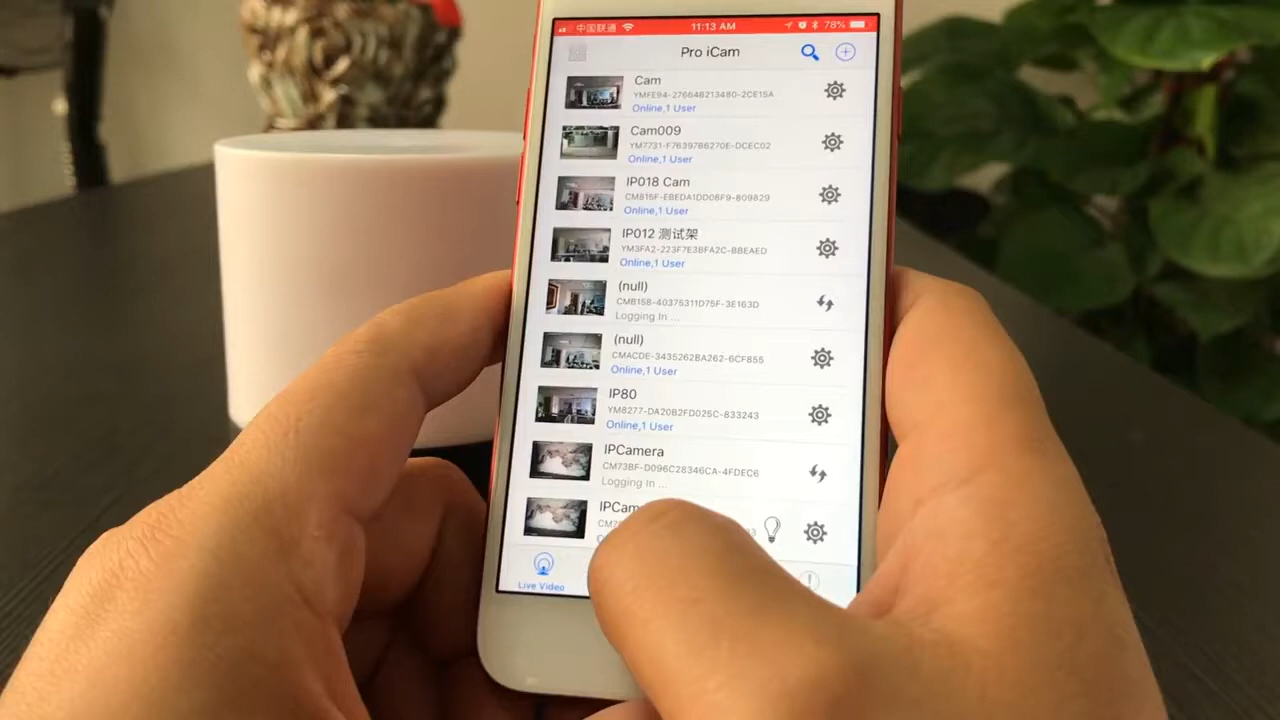 中国联通 11:13 AM 78%
Pro iCam
Cam
YMFE94-276648213480-2CE15A
Online,1 User
Cam009
YM7731-F7639786270E-DCEC02
Online,1 User
IP018 Cam
CM815F-EBEDA1DD08F9-809829
Online,1 User
IP012 测试架
YM3FA2-223F7E3BFA2C-BBEAED
Online,1 User
(null)
CMB158-40375311D75F-3E163D
Logging In ...
(null)
CMACDE-3435262BA262-6CF855
Online,1 User
IP80
YM8277-DA20B2FD025C-833243
Online,1 User
IPCamera
CM73BF-D096C28346CA-4FDEC6
Logging In ...
IPCam
Live Video